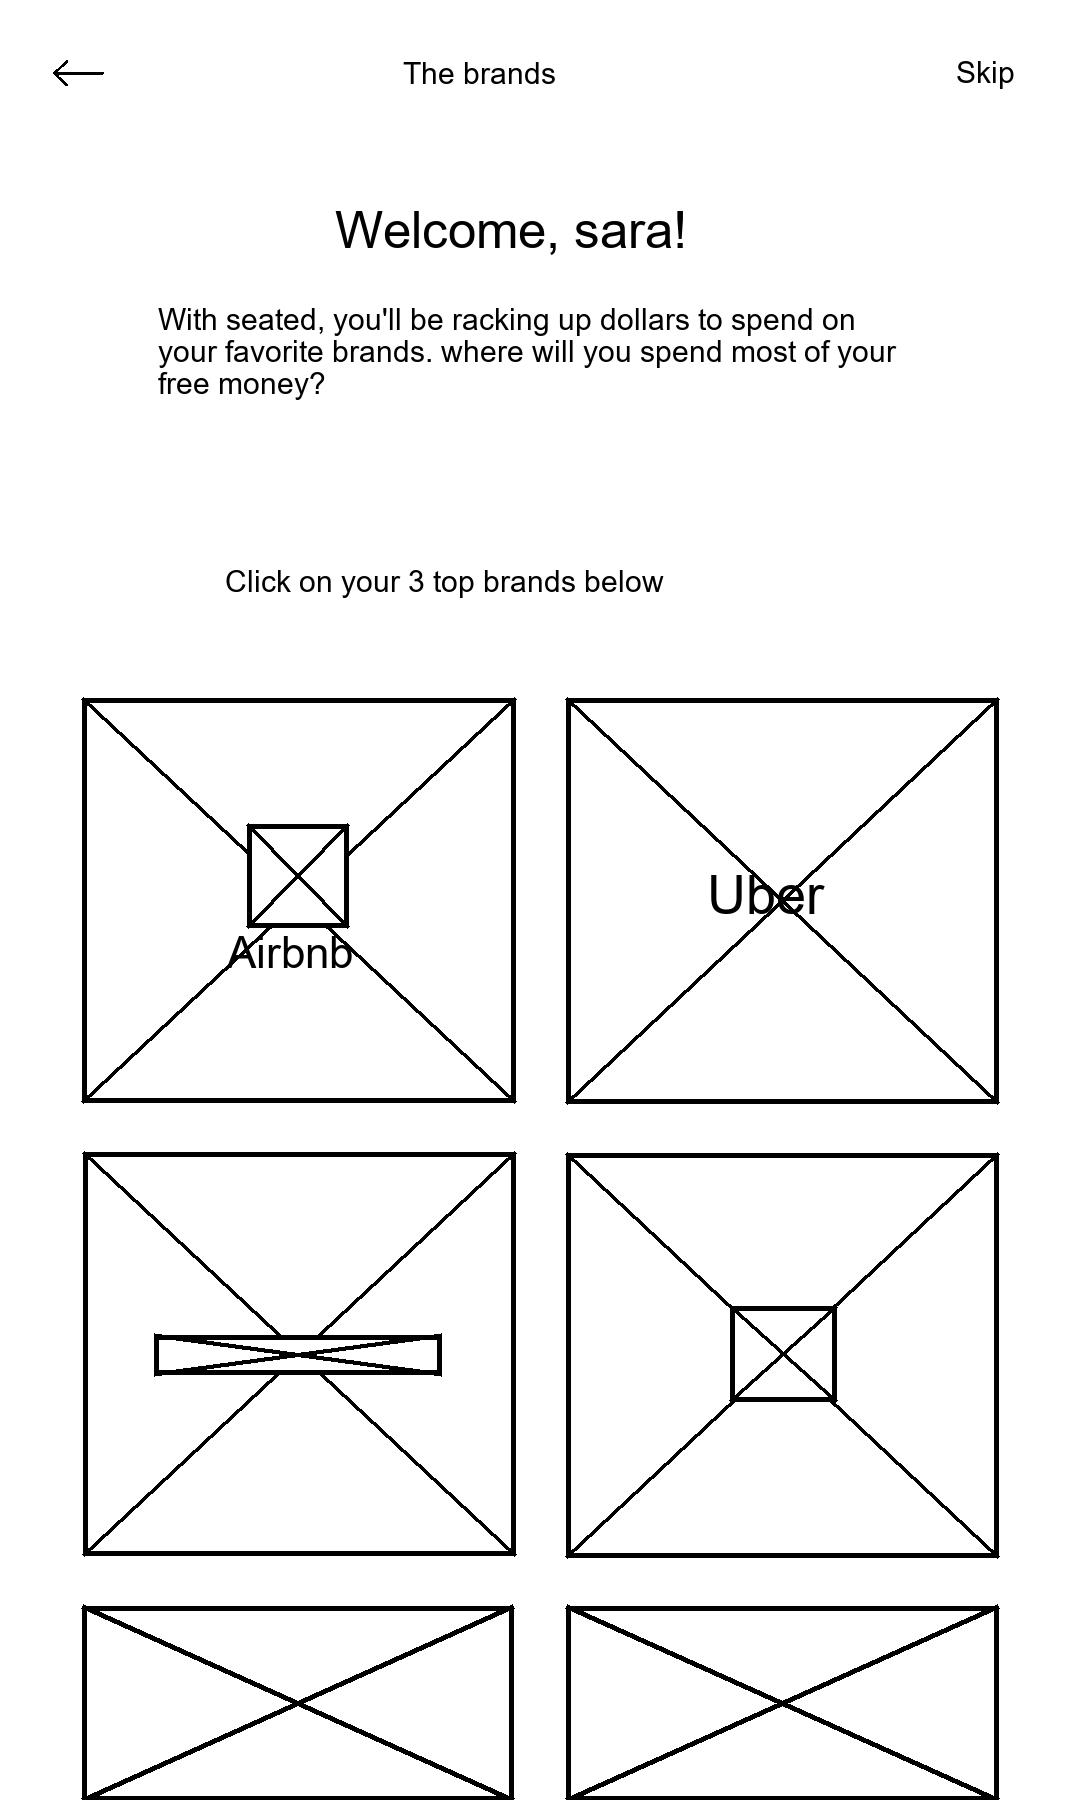 The brands
Skip
Welcome, sara!
With seated, you'll be racking up dollars to spend on
your favorite brands. where will you spend most of your
free money?
Click on your 3 top brands below
Airbnb
Uber